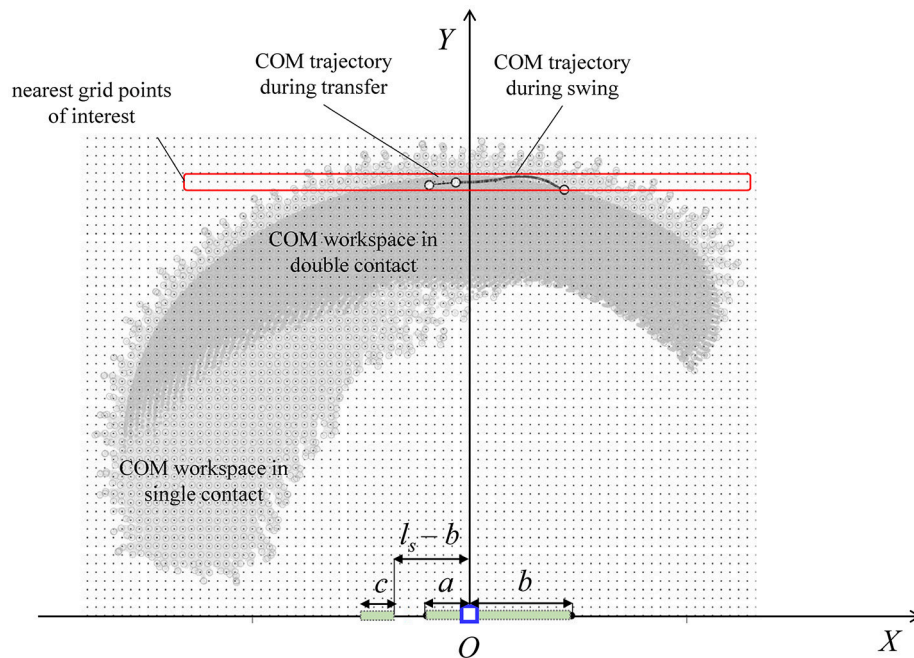 Y
COM trajectory
during transfer
COM trajectory
during swing
nearest grid points
of interest
COM workspace in
double contact
COM workspace in
single contact
l_s – b
c
a
b
O
X